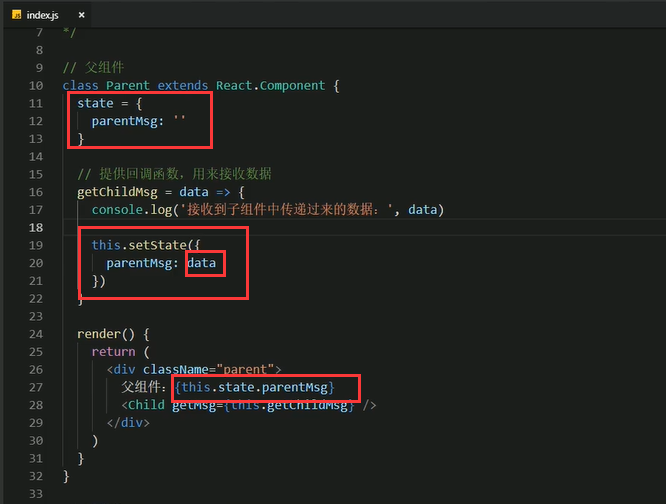 index.js ×
7 */
8
9 // 父组件
10 class Parent extends React.Component {
11 state = {
12 parentMsg: ''
13 }
14
15 // 提供回调函数，用来接收数据
16 getChildMsg = data => {
17 console.log('接收到子组件中传递过来的数据：', data)
18
19 this.setState({
20 parentMsg: data
21 })
22 }
23
24 render() {
25 return (
26 <div className="parent">
27 父组件：{this.state.parentMsg}
28 <Child getMsg={this.getChildMsg} />
29 </div>
30 )
31 }
32 }
33